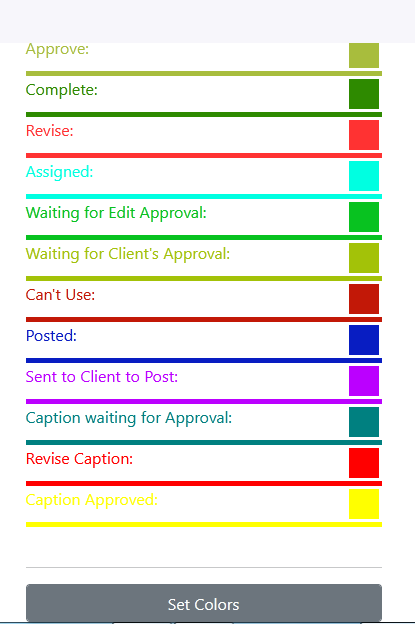 Approve:
Complete:
Revise:
Assigned:
Waiting for Edit Approval:
Waiting for Client's Approval:
Can't Use:
Posted:
Sent to Client to Post:
Caption waiting for Approval:
Revise Caption:
Caption Approved:
Set Colors